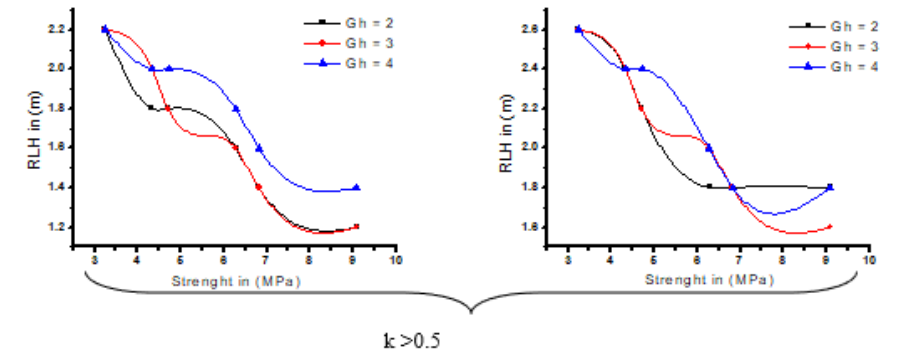 2.2
2.0
1.8
1.6
1.4
1.2
RLH in (m)
3 4 5 6 7 8 9 10
Strenght in (MPa)
Gh = 2
Gh = 3
Gh = 4
2.6
2.4
2.2
2.0
1.8
1.6
RLH in (m)
3 4 5 6 7 8 9 10
Strenght in (MPa)
Gh = 2
Gh = 3
Gh = 4
k >0.5